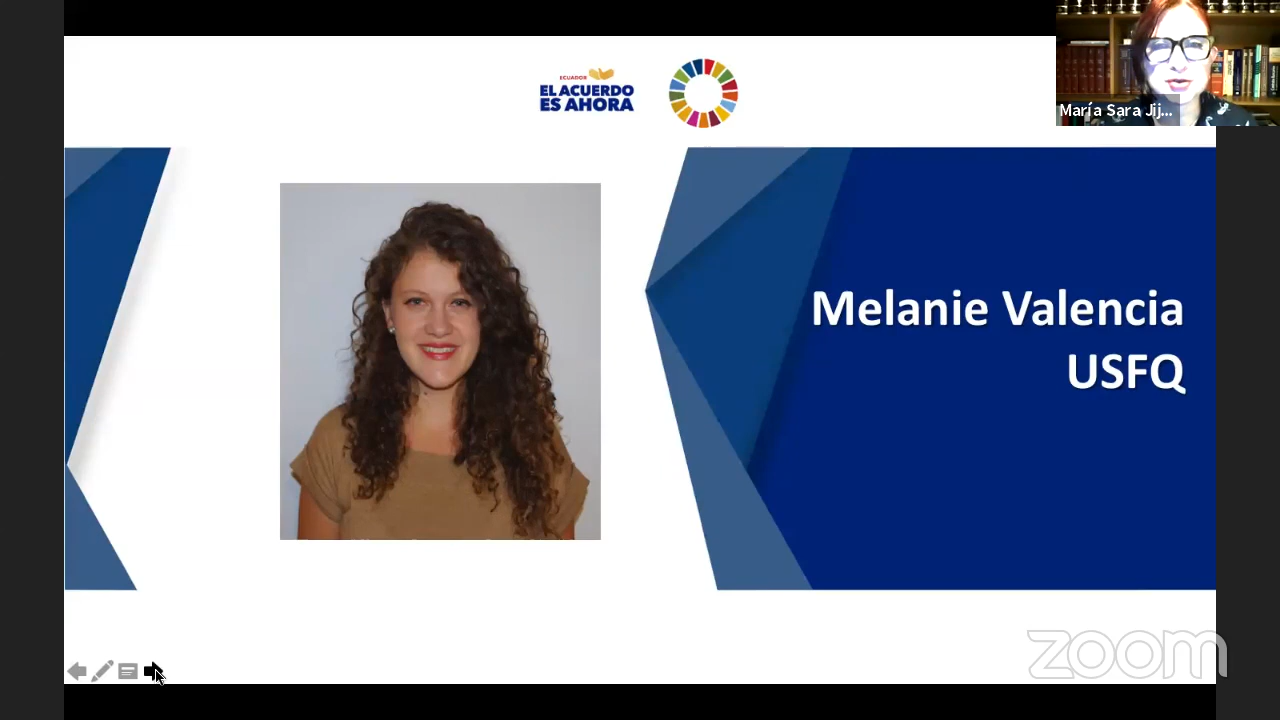 ECUADOR
EL ACUERDO
ES AHORA
María Sara Jij...
Melanie Valencia
USFQ
zoom